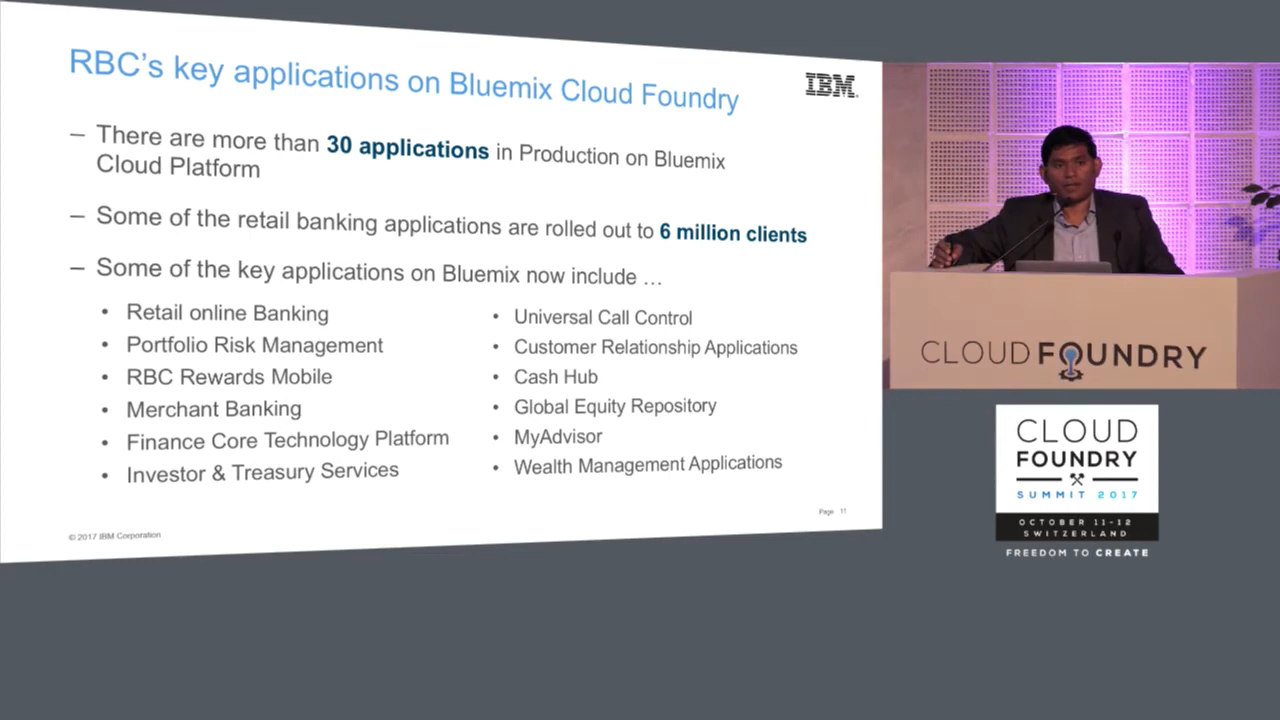 RBC's key applications on Bluemix Cloud Foundry
IBM
– There are more than 30 applications in Production on Bluemix
Cloud Platform
– Some of the retail banking applications are rolled out to 6 million clients
– Some of the key applications on Bluemix now include …
• Retail online Banking
• Portfolio Risk Management
• RBC Rewards Mobile
• Merchant Banking
• Finance Core Technology Platform
• Investor & Treasury Services
• Universal Call Control
• Customer Relationship Applications
• Cash Hub
• Global Equity Repository
• MyAdvisor
• Wealth Management Applications
Page 11
© 2017 IBM Corporation
CLOUD FOUNDRY
CLOUD
FOUNDRY
SUMMIT 2017
OCTOBER 11-12
SWITZERLAND
FREEDOM TO CREATE